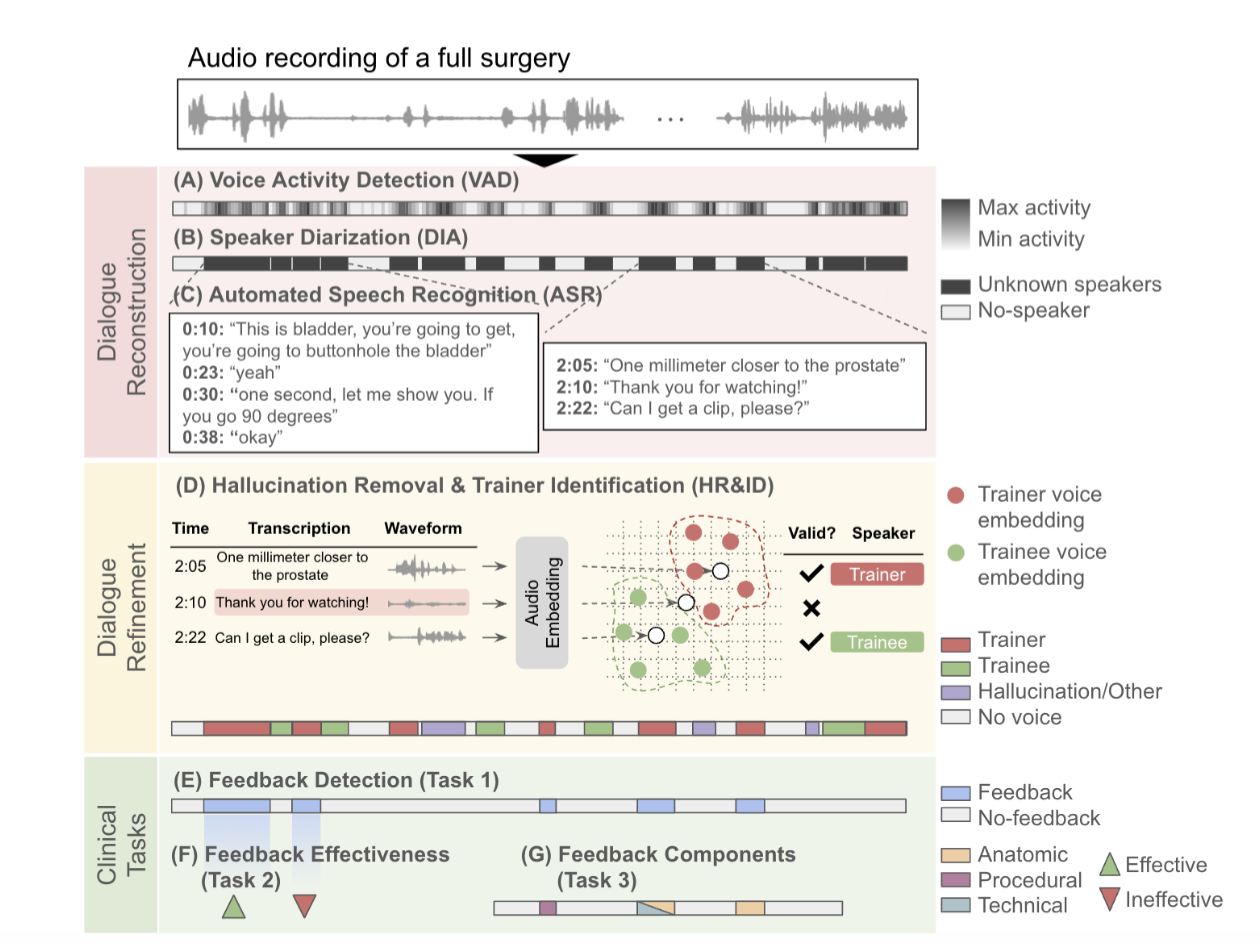 Audio recording of a full surgery
...
(A) Voice Activity Detection (VAD)
Max activity
Min activity
(B) Speaker Diarization (DIA)
Unknown speakers
No-speaker
Dialogue
Reconstruction
(C) Automated Speech Recognition (ASR)
0:10: “This is bladder, you’re going to get,
you’re going to buttonhole the bladder”
0:23: “yeah”
0:30: “one second, let me show you. If
you go 90 degrees”
0:38: “okay”
2:05: “One millimeter closer to the prostate”
2:10: “Thank you for watching!”
2:22: “Can I get a clip, please?”
Dialogue
Refinement
(D) Hallucination Removal & Trainer Identification (HR&ID)
Time Transcription Waveform
2:05 One millimeter closer to
the prostate
2:10 Thank you for watching!
2:22 Can I get a clip, please?
Audio
Embedding
Valid? Speaker
Trainer
Trainee
Trainer voice
embedding
Trainee voice
embedding
Trainer
Trainee
Hallucination/Other
No voice
Clinical
Tasks
(E) Feedback Detection (Task 1)
Feedback
No-feedback
(F) Feedback Effectiveness
(Task 2)
(G) Feedback Components
(Task 3)
Anatomic
Procedural
Technical
Effective
Ineffective